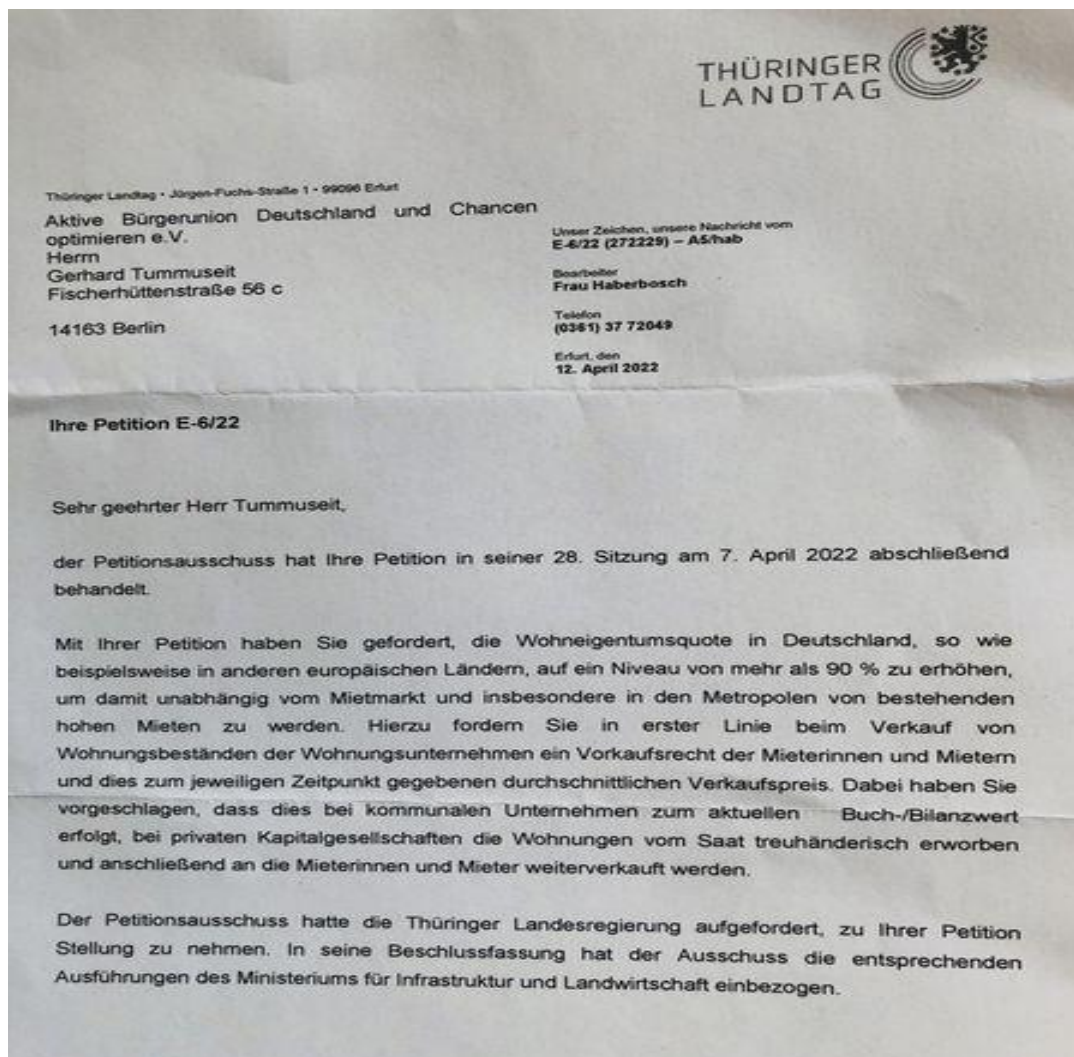 THÜRINGER
LANDTAG
Thüringer Landtag • Jürgen-Fuchs-Straße 1 • 99096 Erfurt
Aktive Bürgerunion Deutschland und Chancen
optimieren e.V.
Herrn
Gerhard Tummuseit
Fischerhüttenstraße 56 c
14163 Berlin
Unser Zeichen, unsere Nachricht vom
E-6/22 (272229) – A5/hab
Bearbeiter
Frau Haberbosch
Telefon
(0361) 37 72049
Erfurt, den
12. April 2022
Ihre Petition E-6/22
Sehr geehrter Herr Tummuseit,
der Petitionsausschuss hat Ihre Petition in seiner 28. Sitzung am 7. April 2022 abschließend
behandelt.
Mit Ihrer Petition haben Sie gefordert, die Wohneigentumsquote in Deutschland, so wie
beispielsweise in anderen europäischen Ländern, auf ein Niveau von mehr als 90 % zu erhöhen,
um damit unabhängig vom Mietmarkt und insbesondere in den Metropolen von bestehenden
hohen Mieten zu werden. Hierzu fordern Sie in erster Linie beim Verkauf von
Wohnungsbeständen der Wohnungsunternehmen ein Vorkaufsrecht der Mieterinnen und Mietern
und dies zum jeweiligen Zeitpunkt gegebenen durchschnittlichen Verkaufspreis. Dabei haben Sie
vorgeschlagen, dass dies bei kommunalen Unternehmen zum aktuellen Buch-/Bilanzwert
erfolgt, bei privaten Kapitalgesellschaften die Wohnungen vom Saat treuhänderisch erworben
und anschließend an die Mieterinnen und Mieter weiterverkauft werden.
Der Petitionsausschuss hatte die Thüringer Landesregierung aufgefordert, zu Ihrer Petition
Stellung zu nehmen. In seine Beschlussfassung hat der Ausschuss die entsprechenden
Ausführungen des Ministeriums für Infrastruktur und Landwirtschaft einbezogen.